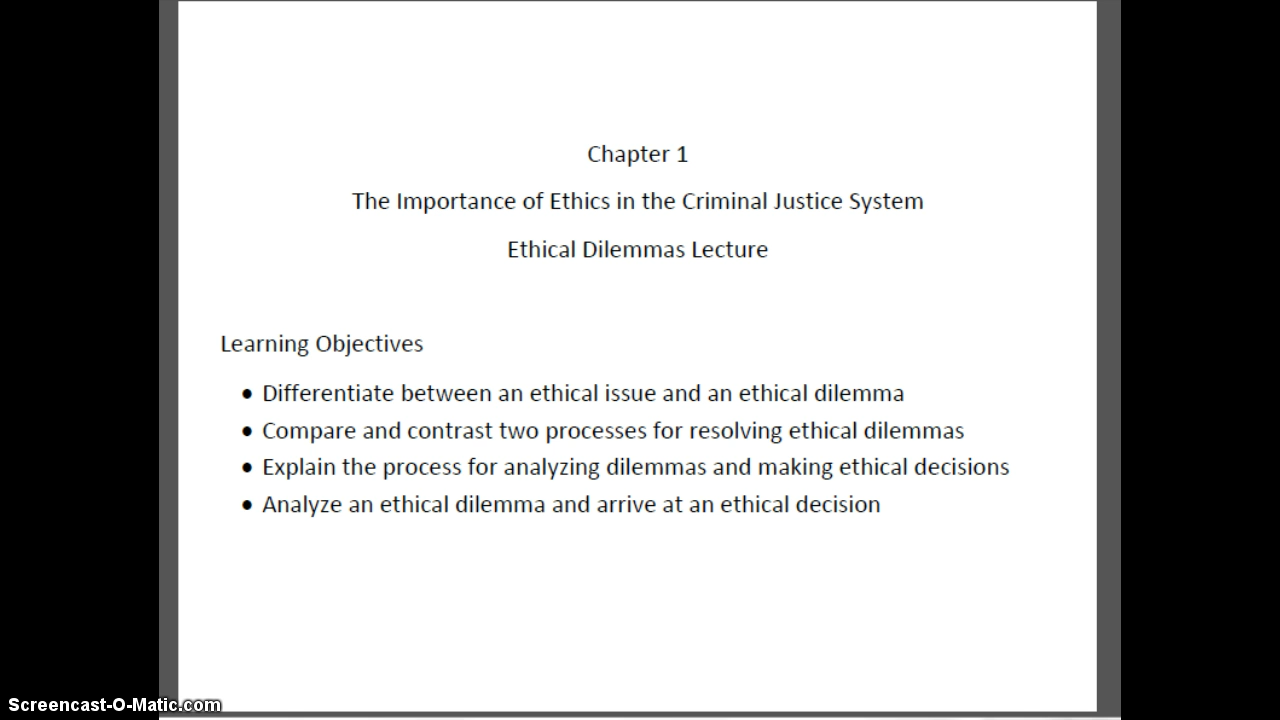 Chapter 1
The Importance of Ethics in the Criminal Justice System
Ethical Dilemmas Lecture
Learning Objectives
• Differentiate between an ethical issue and an ethical dilemma
• Compare and contrast two processes for resolving ethical dilemmas
• Explain the process for analyzing dilemmas and making ethical decisions
• Analyze an ethical dilemma and arrive at an ethical decision
Screencast-O-Matic.com